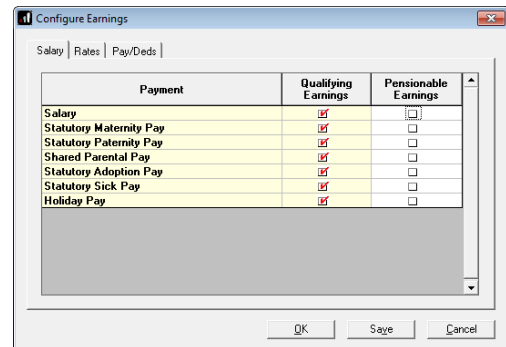 Configure Earnings
Salary Rates Pay/Deds
Payment Qualifying Earnings Pensionable Earnings
Salary
Statutory Maternity Pay
Statutory Paternity Pay
Shared Parental Pay
Statutory Adoption Pay
Statutory Sick Pay
Holiday Pay
OK Save Cancel